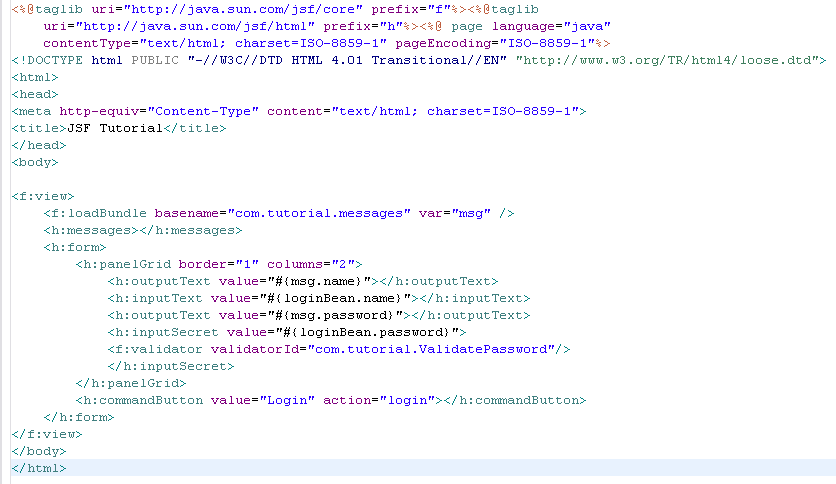 <%@taglib uri="http://java.sun.com/jsf/core" prefix="f"%><%@taglib
uri="http://java.sun.com/jsf/html" prefix="h"%><%@ page language="java"
contentType="text/html; charset=ISO-8859-1" pageEncoding="ISO-8859-1"%>
<!DOCTYPE html PUBLIC "-//W3C//DTD HTML 4.01 Transitional//EN" "http://www.w3.org/TR/html4/loose.dtd">
<html>
<head>
<meta http-equiv="Content-Type" content="text/html; charset=ISO-8859-1">
<title>JSF Tutorial</title>
</head>
<body>
<f:view>
<f:loadBundle basename="com.tutorial.messages" var="msg" />
<h:messages></h:messages>
<h:form>
<h:panelGrid border="1" columns="2">
<h:outputText value="#{msg.name}"></h:outputText>
<h:inputText value="#{loginBean.name}"></h:inputText>
<h:outputText value="#{msg.password}"></h:outputText>
<h:inputSecret value="#{loginBean.password}">
<f:validator validatorId="com.tutorial.ValidatePassword"/>
</h:inputSecret>
</h:panelGrid>
<h:commandButton value="Login" action="login"></h:commandButton>
</h:form>
</f:view>
</body>
</html>